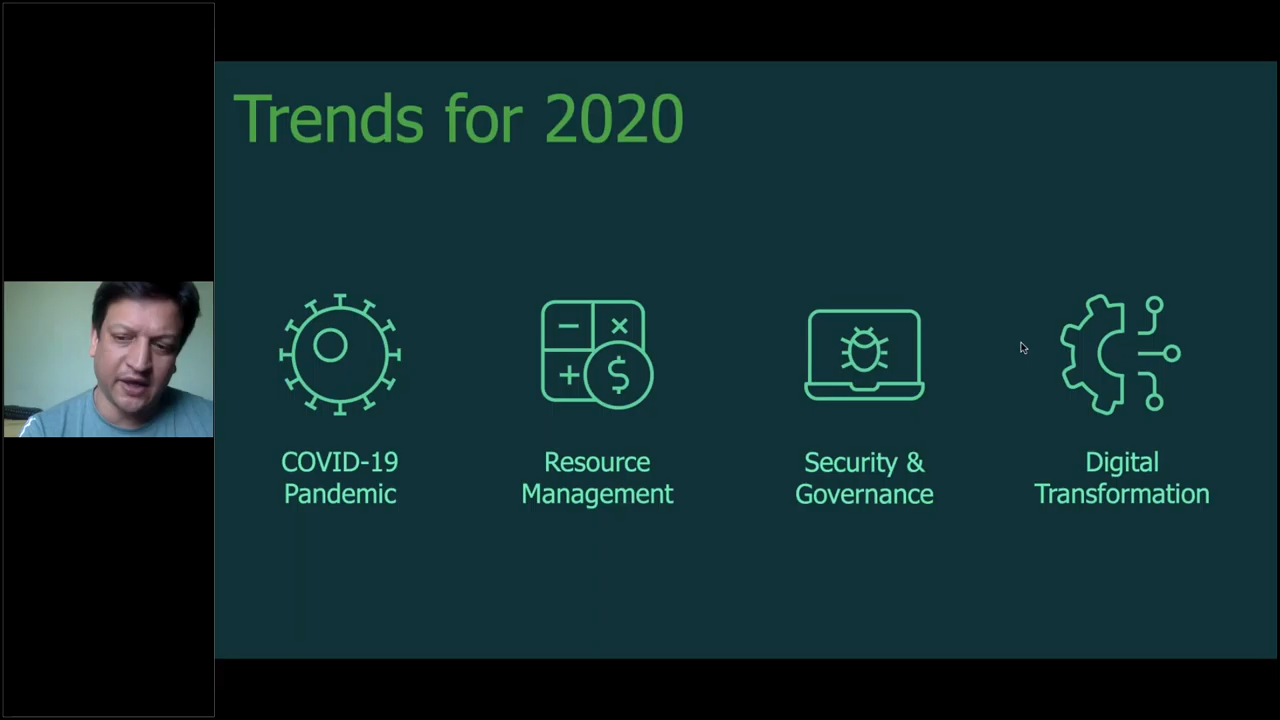 Trends for 2020
COVID-19
Pandemic
Resource
Management
Security &
Governance
Digital
Transformation